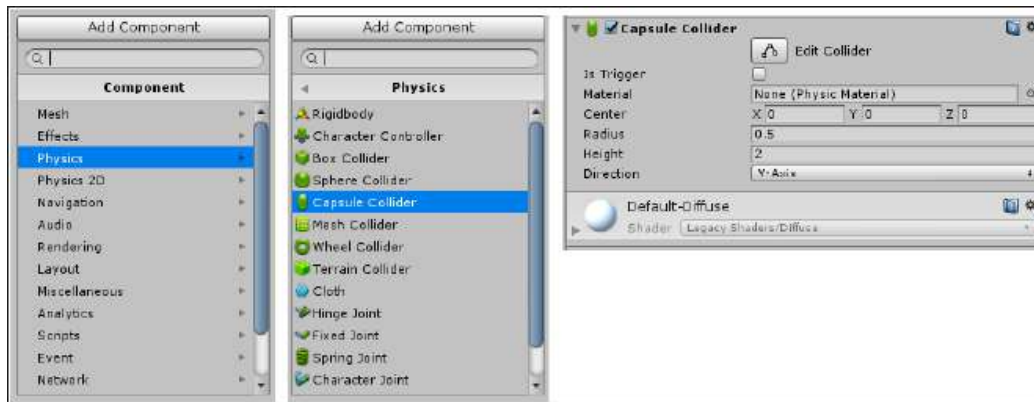 Add Component
Component
Mesh
Effects
Physics
Physics 2D
Navigation
Audio
Rendering
Layout
Miscellaneous
Analytics
Scripts
Event
Network
Add Component
Physics
Rigidbody
Character Controller
Box Collider
Sphere Collider
Capsule Collider
Mesh Collider
Wheel Collider
Terrain Collider
Cloth
Hinge Joint
Fixed Joint
Spring Joint
Character Joint
Capsule Collider
Edit Collider
Is Trigger
Material None (Physic Material)
Center X 0 Y 0 Z 0
Radius 0.5
Height 2
Direction Y-Axis
Default-Diffuse
Shader Legacy Shaders/Diffuse